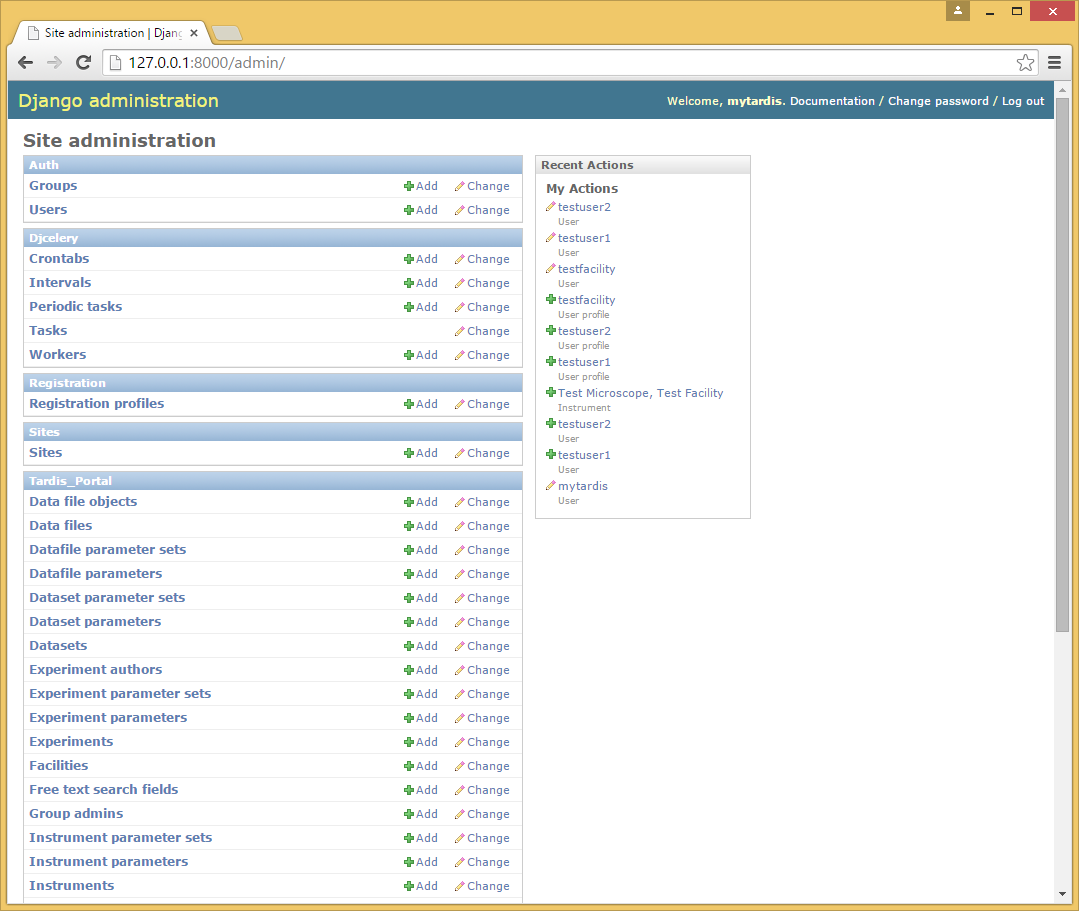 Site administration | Djang
127.0.0.1:8000/admin/
Django administration
Welcome, mytardis. Documentation / Change password / Log out
Site administration
Auth
Groups Add Change
Users Add Change
Djcelery
Crontabs Add Change
Intervals Add Change
Periodic tasks Add Change
Tasks Change
Workers Add Change
Registration
Registration profiles Add Change
Sites
Sites Add Change
Tardis_Portal
Data file objects Add Change
Data files Add Change
Datafile parameter sets Add Change
Datafile parameters Add Change
Dataset parameter sets Add Change
Dataset parameters Add Change
Datasets Add Change
Experiment authors Add Change
Experiment parameter sets Add Change
Experiment parameters Add Change
Experiments Add Change
Facilities Add Change
Free text search fields Add Change
Group admins Add Change
Instrument parameter sets Add Change
Instrument parameters Add Change
Instruments Add Change
Recent Actions
My Actions
testuser2
User
testuser1
User
testfacility
User
testfacility
User profile
testuser2
User profile
testuser1
User profile
Test Microscope, Test Facility
Instrument
testuser2
User
testuser1
User
mytardis
User